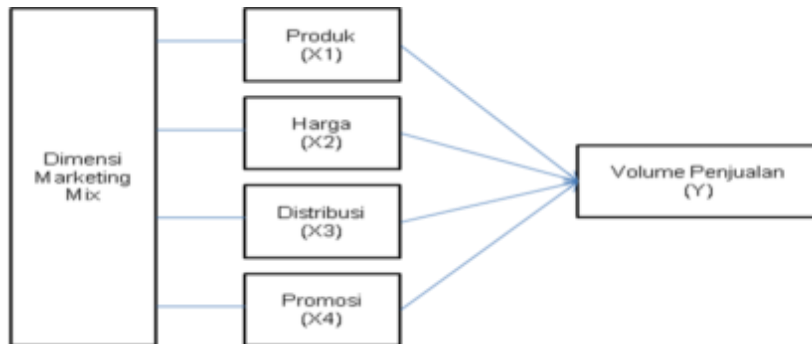 Dimensi
Marketing
Mix
Produk
(X1)
Harga
(X2)
Distribusi
(X3)
Promosi
(X4)
Volume Penjualan
(Y)